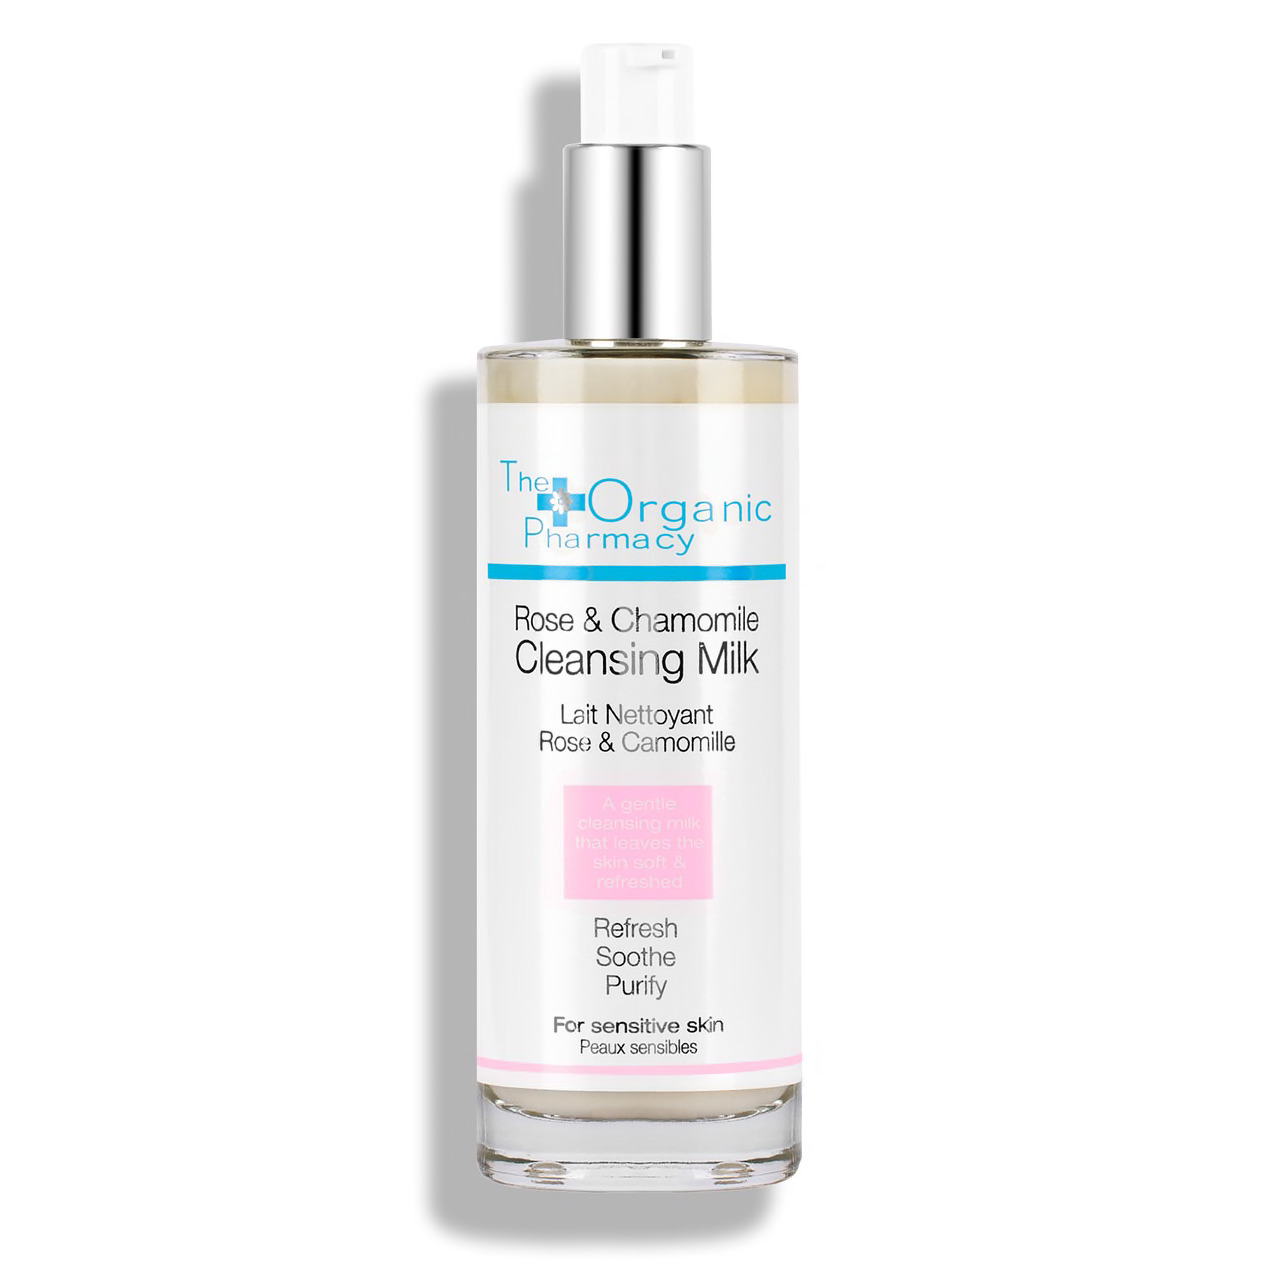 The Organic
Pharmacy
Rose & Chamomile
Cleansing Milk
Lait Nettoyant
Rose & Camomille
A gentle
cleansing milk
that leaves the
skin soft &
refreshed
Refresh
Soothe
Purify
For sensitive skin
Peaux sensibles